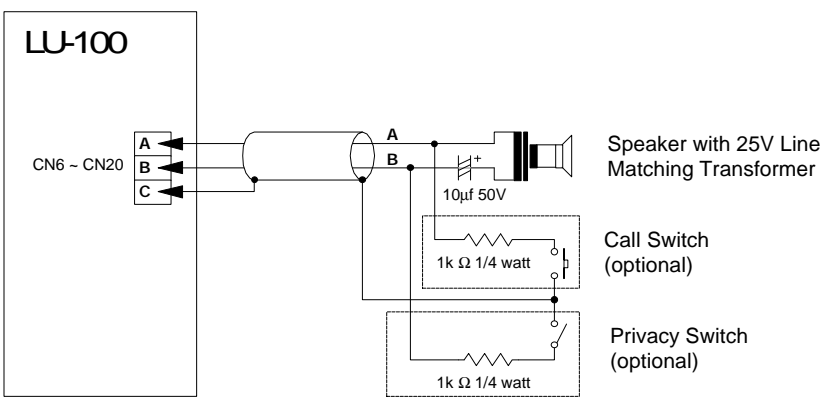 LU-100
CN6 ~ CN20
A
B
C
A
B
+
10µf 50V
Speaker with 25V Line
Matching Transformer
1k Ω 1/4 watt
Call Switch
(optional)
1k Ω 1/4 watt
Privacy Switch
(optional)